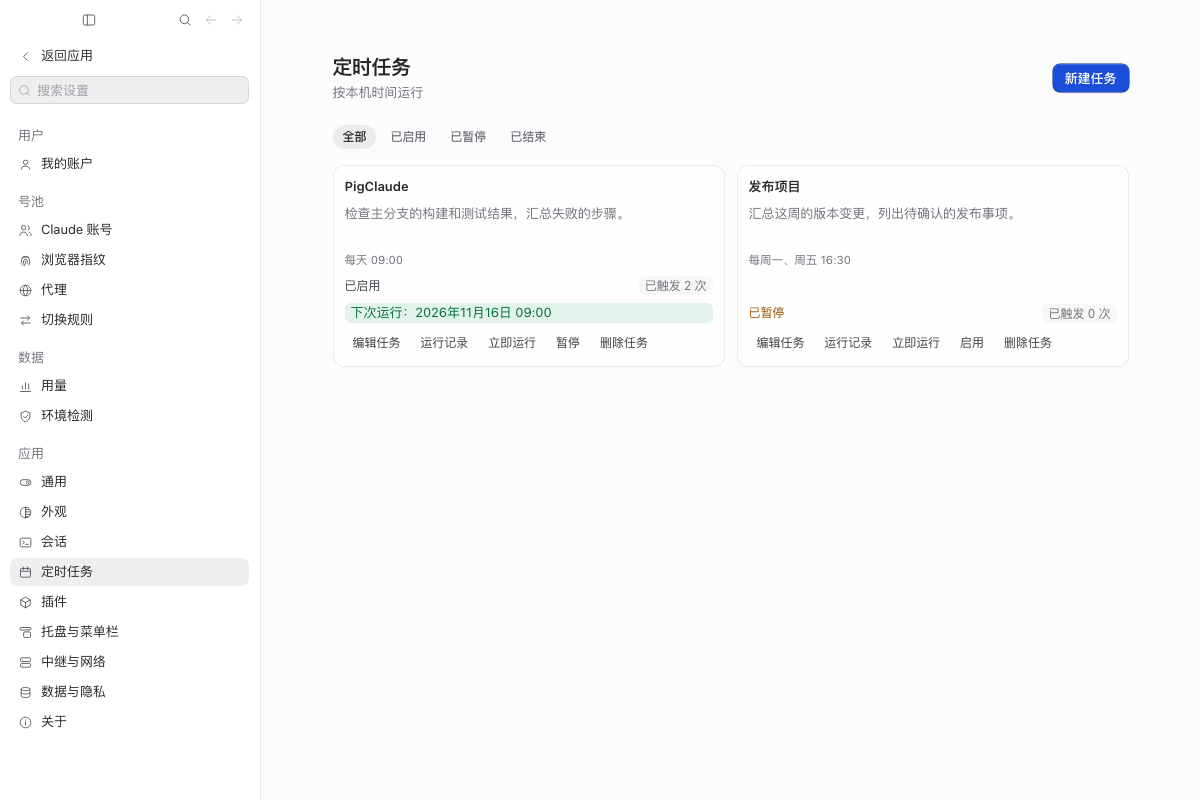 返回应用
搜索设置
用户
我的账户
号池
Claude 账号
浏览器指纹
代理
切换规则
数据
用量
环境检测
应用
通用
外观
会话
定时任务
插件
托盘与菜单栏
中继与网络
数据与隐私
关于
定时任务
按本机时间运行
新建任务
全部 已启用 已暂停 已结束
PigClaude
检查主分支的构建和测试结果，汇总失败的步骤。
每天 09:00
已启用 已触发 2 次
下次运行：2026年11月16日 09:00
编辑任务 运行记录 立即运行 暂停 删除任务
发布项目
汇总这周的版本变更，列出待确认的发布事项。
每周一、周五 16:30
已暂停 已触发 0 次
编辑任务 运行记录 立即运行 启用 删除任务